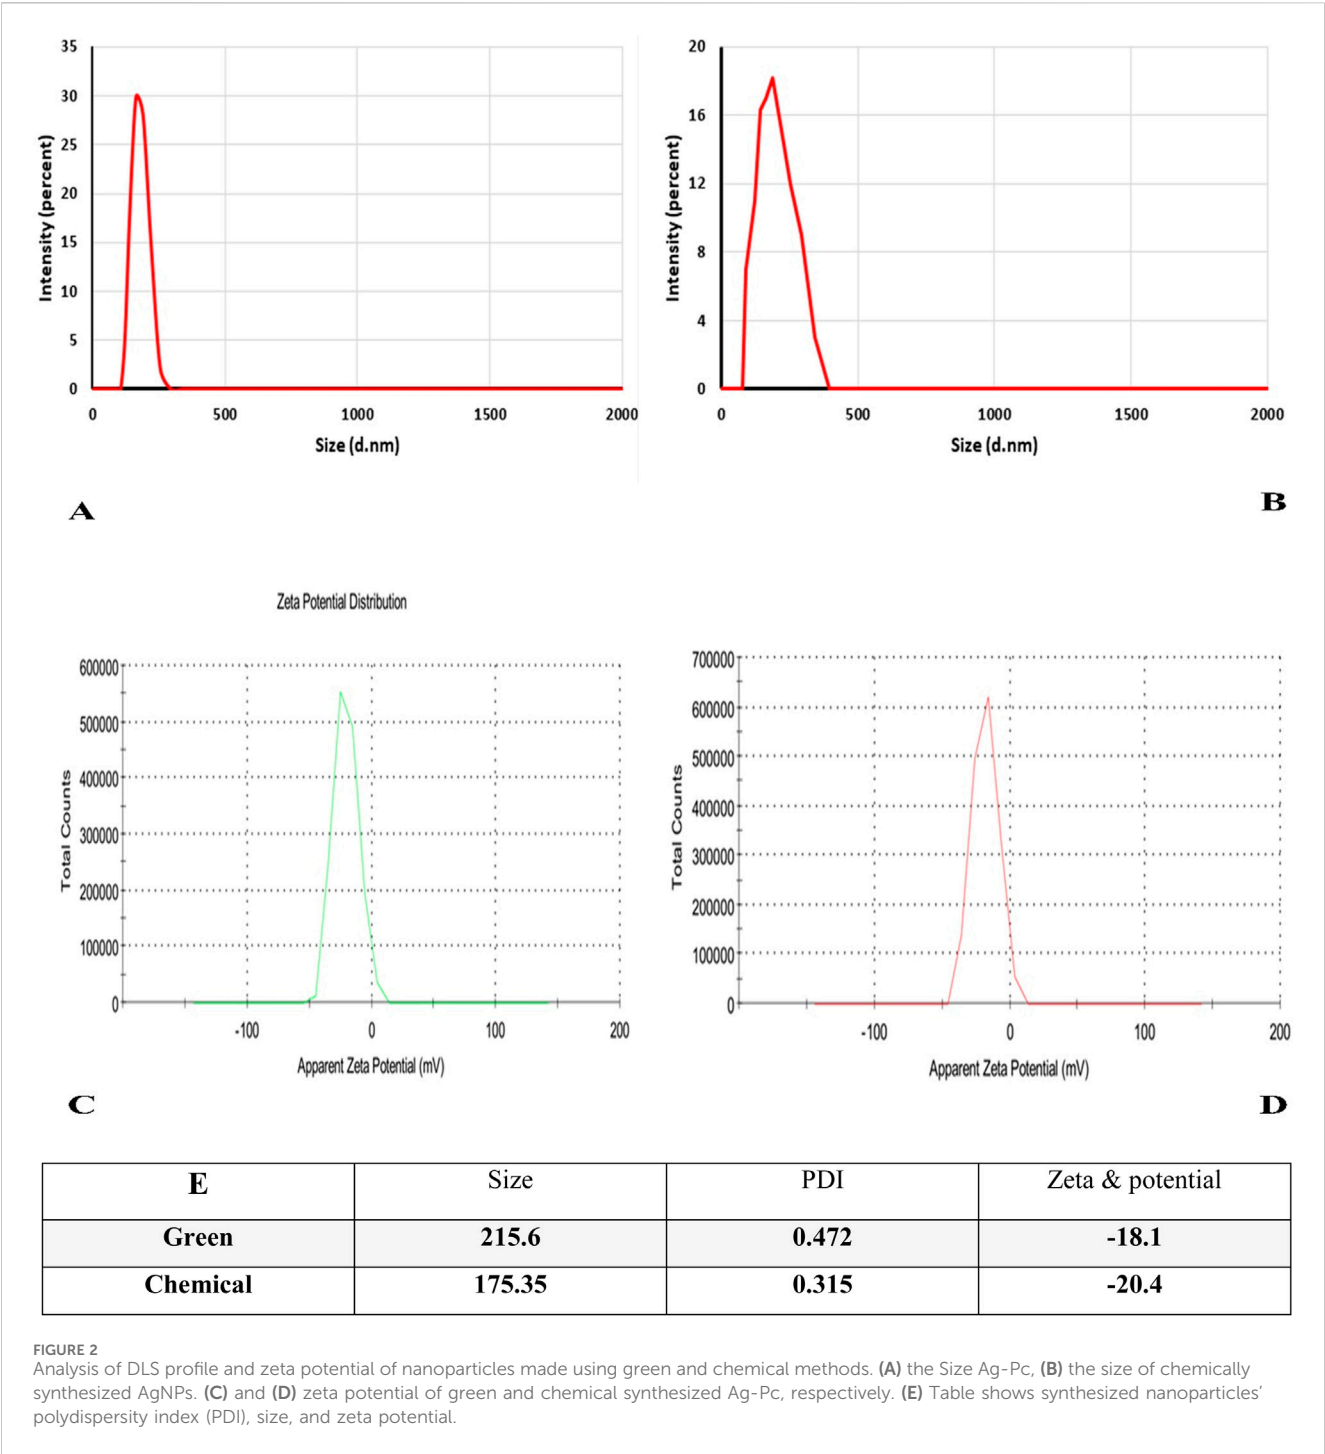 35
30
25
20
15
10
5
0
Intensity (percent)
0 500 1000 1500 2000
Size (d.nm)
A
20
16
12
8
4
0
Intensity (percent)
0 500 1000 1500 2000
Size (d.nm)
B
Zeta Potential Distribution
600000
500000
400000
300000
200000
100000
0
Total Counts
-100 0 100 200
Apparent Zeta Potential (mV)
C
700000
600000
500000
400000
300000
200000
100000
0
Total Counts
-100 0 100 200
Apparent Zeta Potential (mV)
D
E Size PDI Zeta & potential
Green 215.6 0.472 -18.1
Chemical 175.35 0.315 -20.4
FIGURE 2
Analysis of DLS profile and zeta potential of nanoparticles made using green and chemical methods. (A) the Size Ag-Pc, (B) the size of chemically
synthesized AgNPs. (C) and (D) zeta potential of green and chemical synthesized Ag-Pc, respectively. (E) Table shows synthesized nanoparticles'
polydispersity index (PDI), size, and zeta potential.